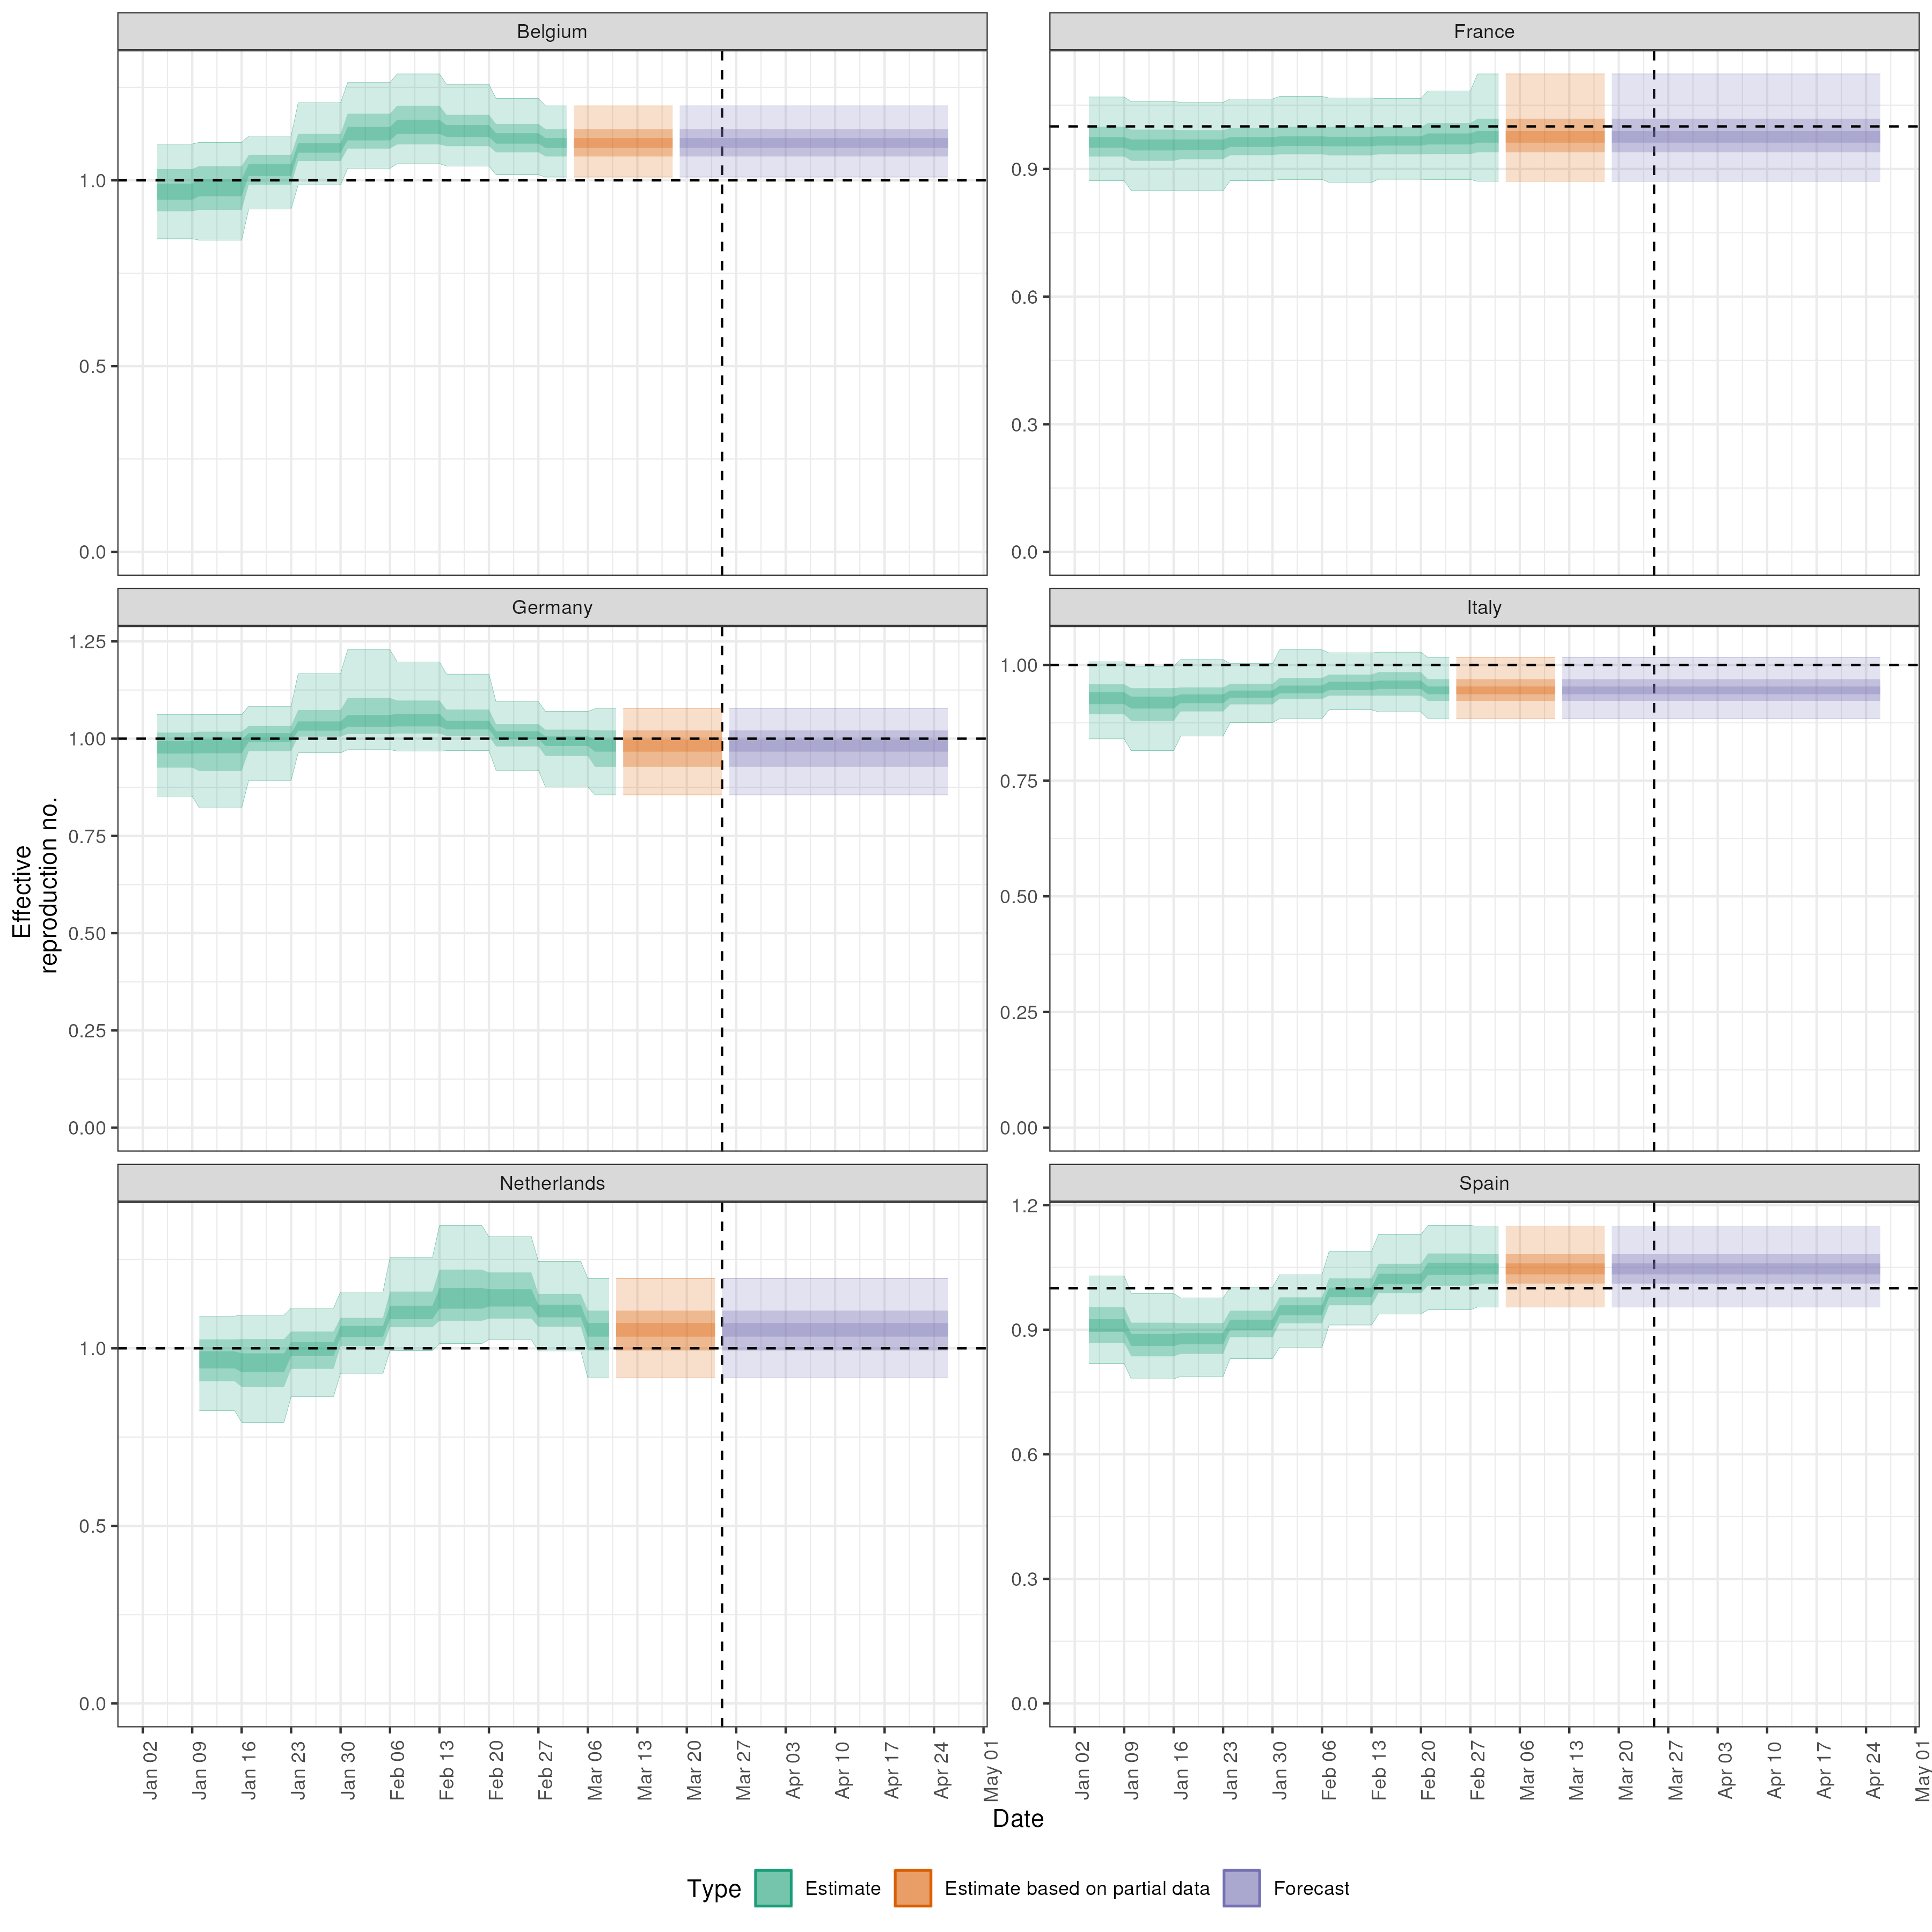 Belgium
France
1.0
0.5
0.0
0.9
0.6
0.3
0.0
Germany
Italy
1.25
1.00
0.75
0.50
0.25
0.00
1.00
0.75
0.50
0.25
0.00
Effective
reproduction no.
Netherlands
Spain
1.0
0.5
0.0
1.2
0.9
0.6
0.3
0.0
Jan 02
Jan 09
Jan 16
Jan 23
Jan 30
Feb 06
Feb 13
Feb 20
Feb 27
Mar 06
Mar 13
Mar 20
Mar 27
Apr 03
Apr 10
Apr 17
Apr 24
May 01
Jan 02
Jan 09
Jan 16
Jan 23
Jan 30
Feb 06
Feb 13
Feb 20
Feb 27
Mar 06
Mar 13
Mar 20
Mar 27
Apr 03
Apr 10
Apr 17
Apr 24
May 01
Date
Type Estimate Estimate based on partial data Forecast